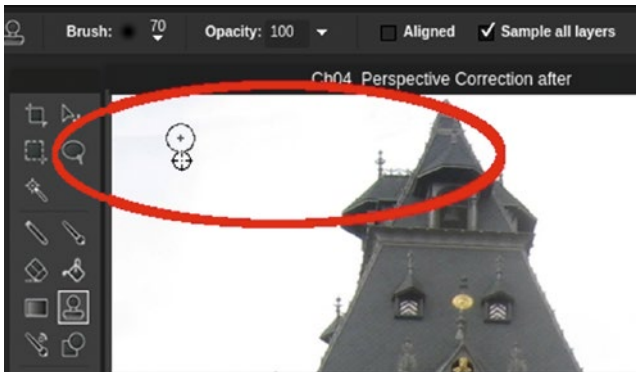 Brush: 70 Opacity: 100 Aligned Sample all layers
Ch04_Perspective Correction after